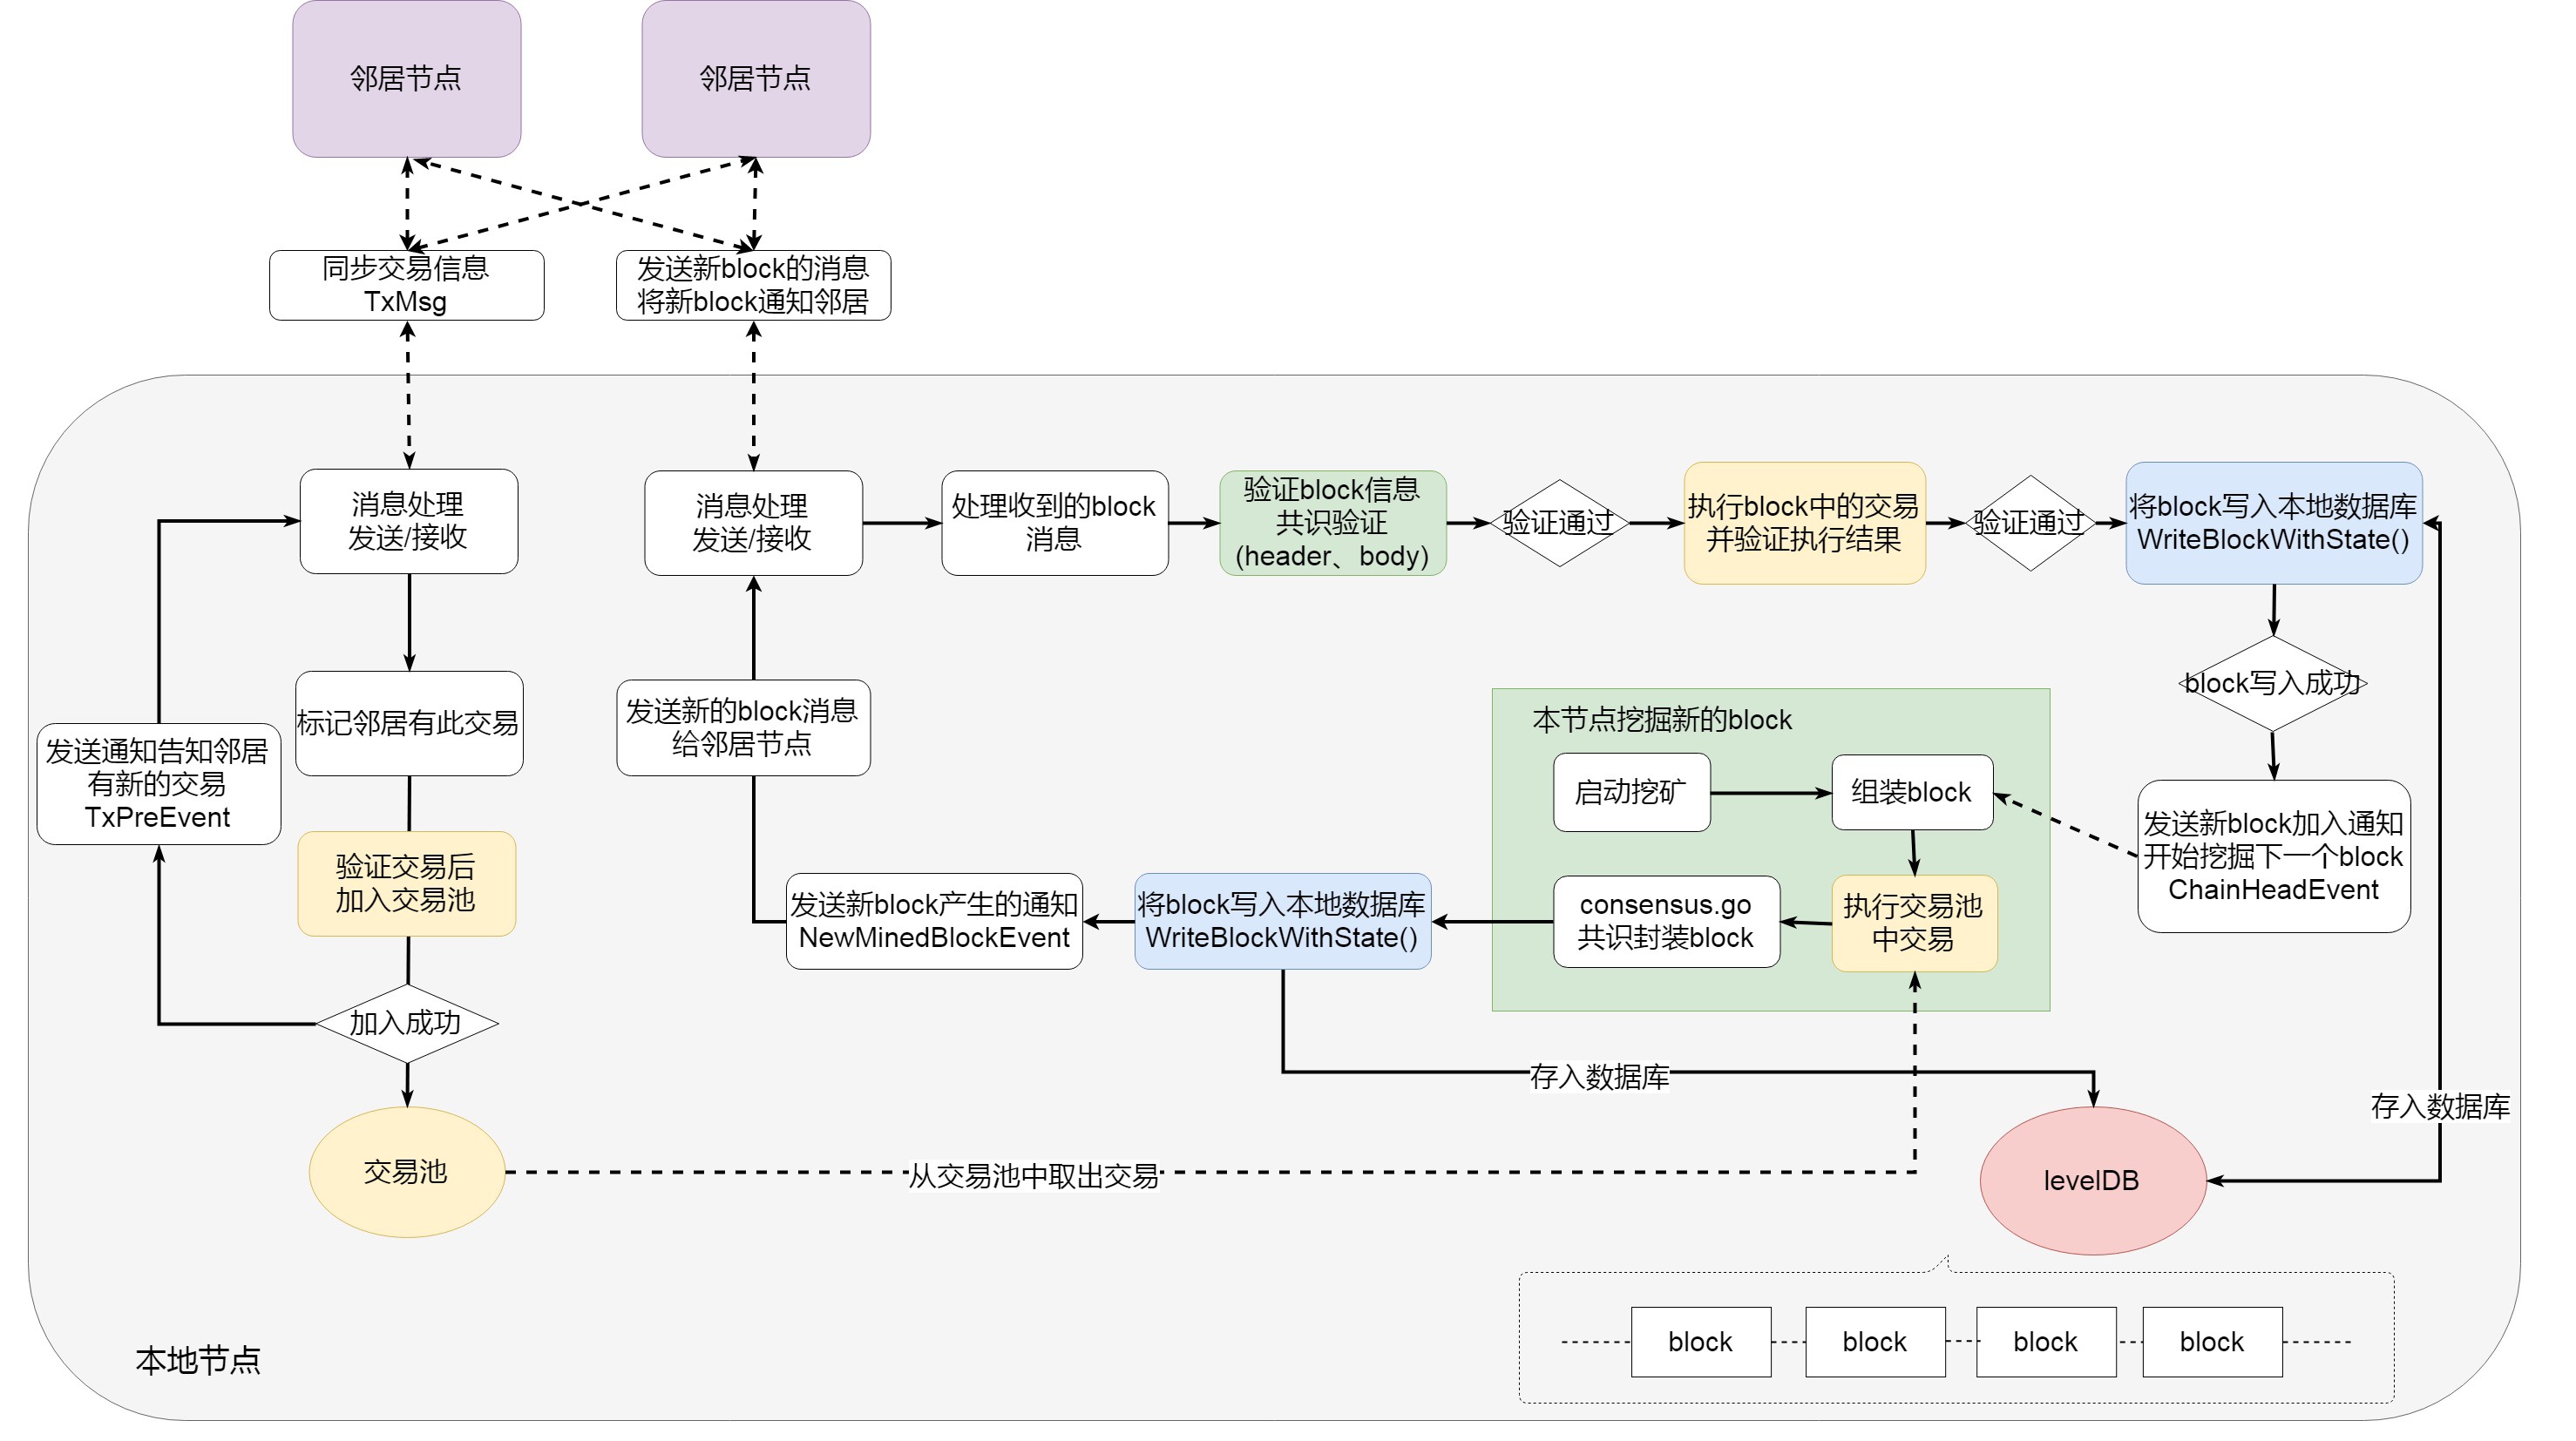 邻居节点
邻居节点
同步交易信息
TxMsg
发送新block的消息
将新block通知邻居
消息处理
发送/接收
消息处理
发送/接收
处理收到的block
消息
验证block信息
共识验证
(header、body)
验证通过
执行block中的交易
并验证执行结果
验证通过
将block写入本地数据库
WriteBlockWithState()
标记邻居有此交易
发送新的block消息
给邻居节点
block写入成功
本节点挖掘新的block
启动挖矿
组装block
发送通知告知邻居
有新的交易
TxPreEvent
验证交易后
加入交易池
发送新block加入通知
开始挖掘下一个block
ChainHeadEvent
发送新block产生的通知
NewMinedBlockEvent
将block写入本地数据库
WriteBlockWithState()
consensus.go
共识封装block
执行交易池
中交易
加入成功
存入数据库
存入数据库
交易池
从交易池中取出交易
levelDB
block
block
block
block
本地节点